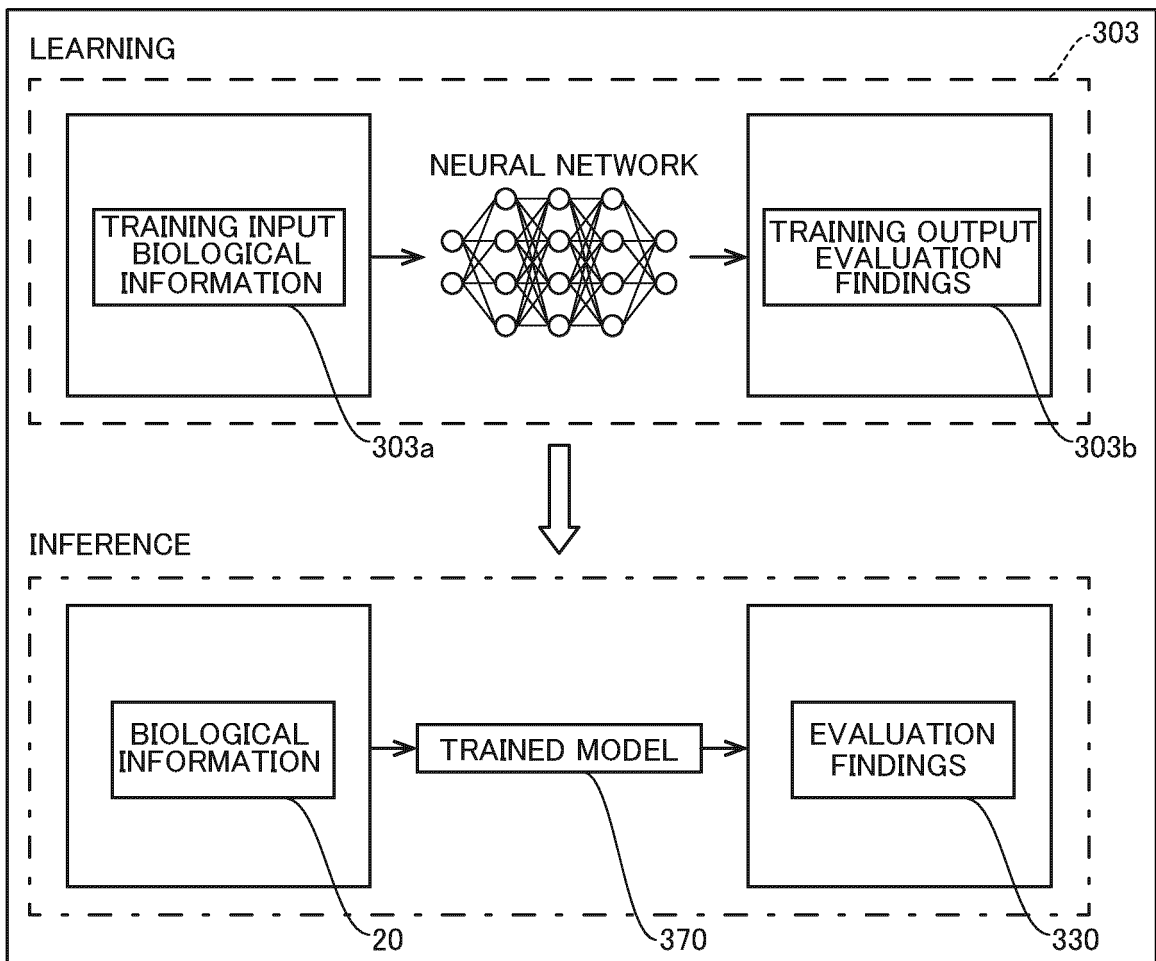 LEARNING
303
NEURAL NETWORK
TRAINING INPUT
BIOLOGICAL
INFORMATION
TRAINING OUTPUT
EVALUATION
FINDINGS
303a
303b
INFERENCE
BIOLOGICAL
INFORMATION
TRAINED MODEL
EVALUATION
FINDINGS
20
370
330